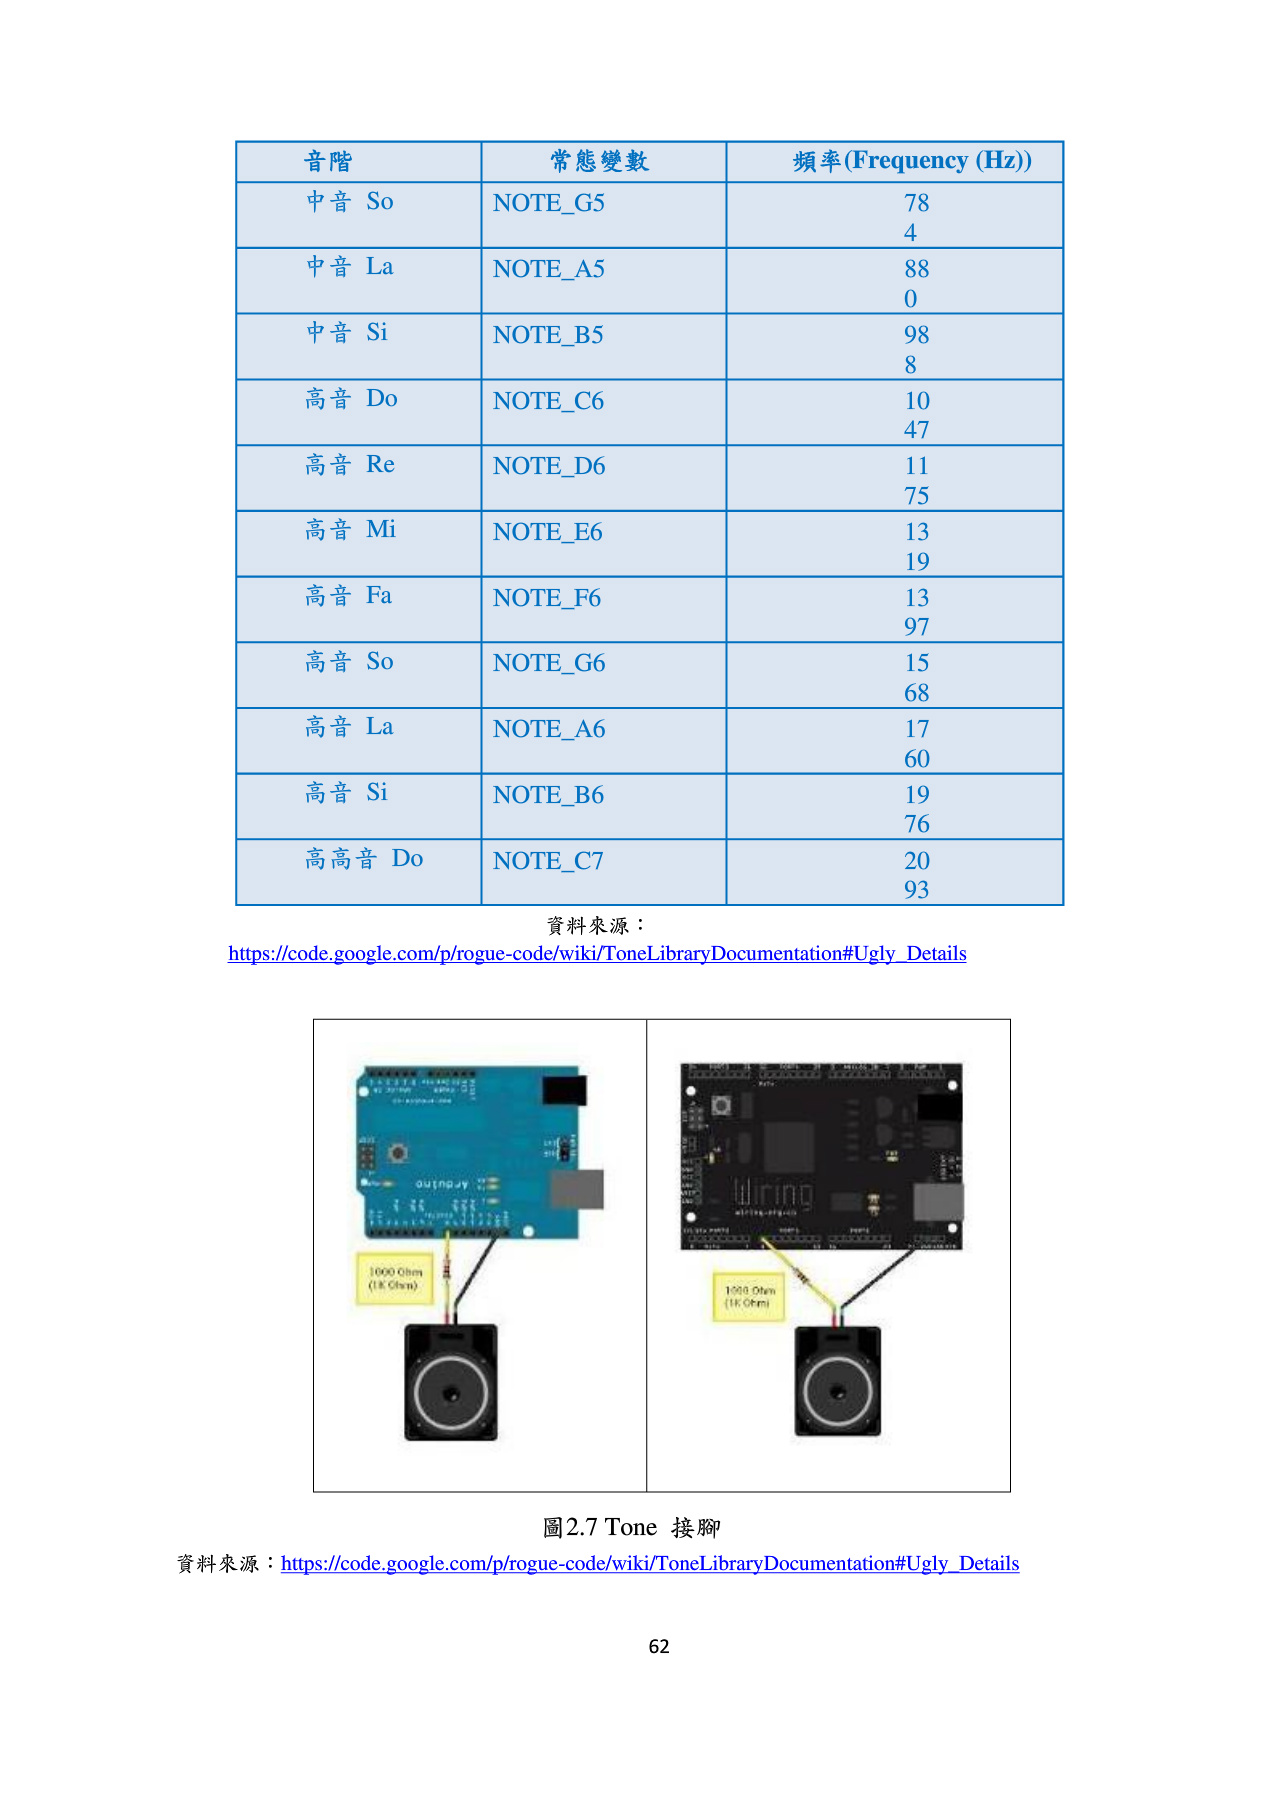 音階 常態變數 頻率(Frequency (Hz))
中音 So NOTE_G5 78
4
中音 La NOTE_A5 88
0
中音 Si NOTE_B5 98
8
高音 Do NOTE_C6 10
47
高音 Re NOTE_D6 11
75
高音 Mi NOTE_E6 13
19
高音 Fa NOTE_F6 13
97
高音 So NOTE_G6 15
68
高音 La NOTE_A6 17
60
高音 Si NOTE_B6 19
76
高高音 Do NOTE_C7 20
93
資料來源：
https://code.google.com/p/rogue-code/wiki/ToneLibraryDocumentation#Ugly_Details
Arduino
1000 Ohm
(1K Ohm)
Wiring
wiring.org.co
1000 Ohm
(1K Ohm)
圖2.7 Tone 接腳
資料來源：https://code.google.com/p/rogue-code/wiki/ToneLibraryDocumentation#Ugly_Details
62